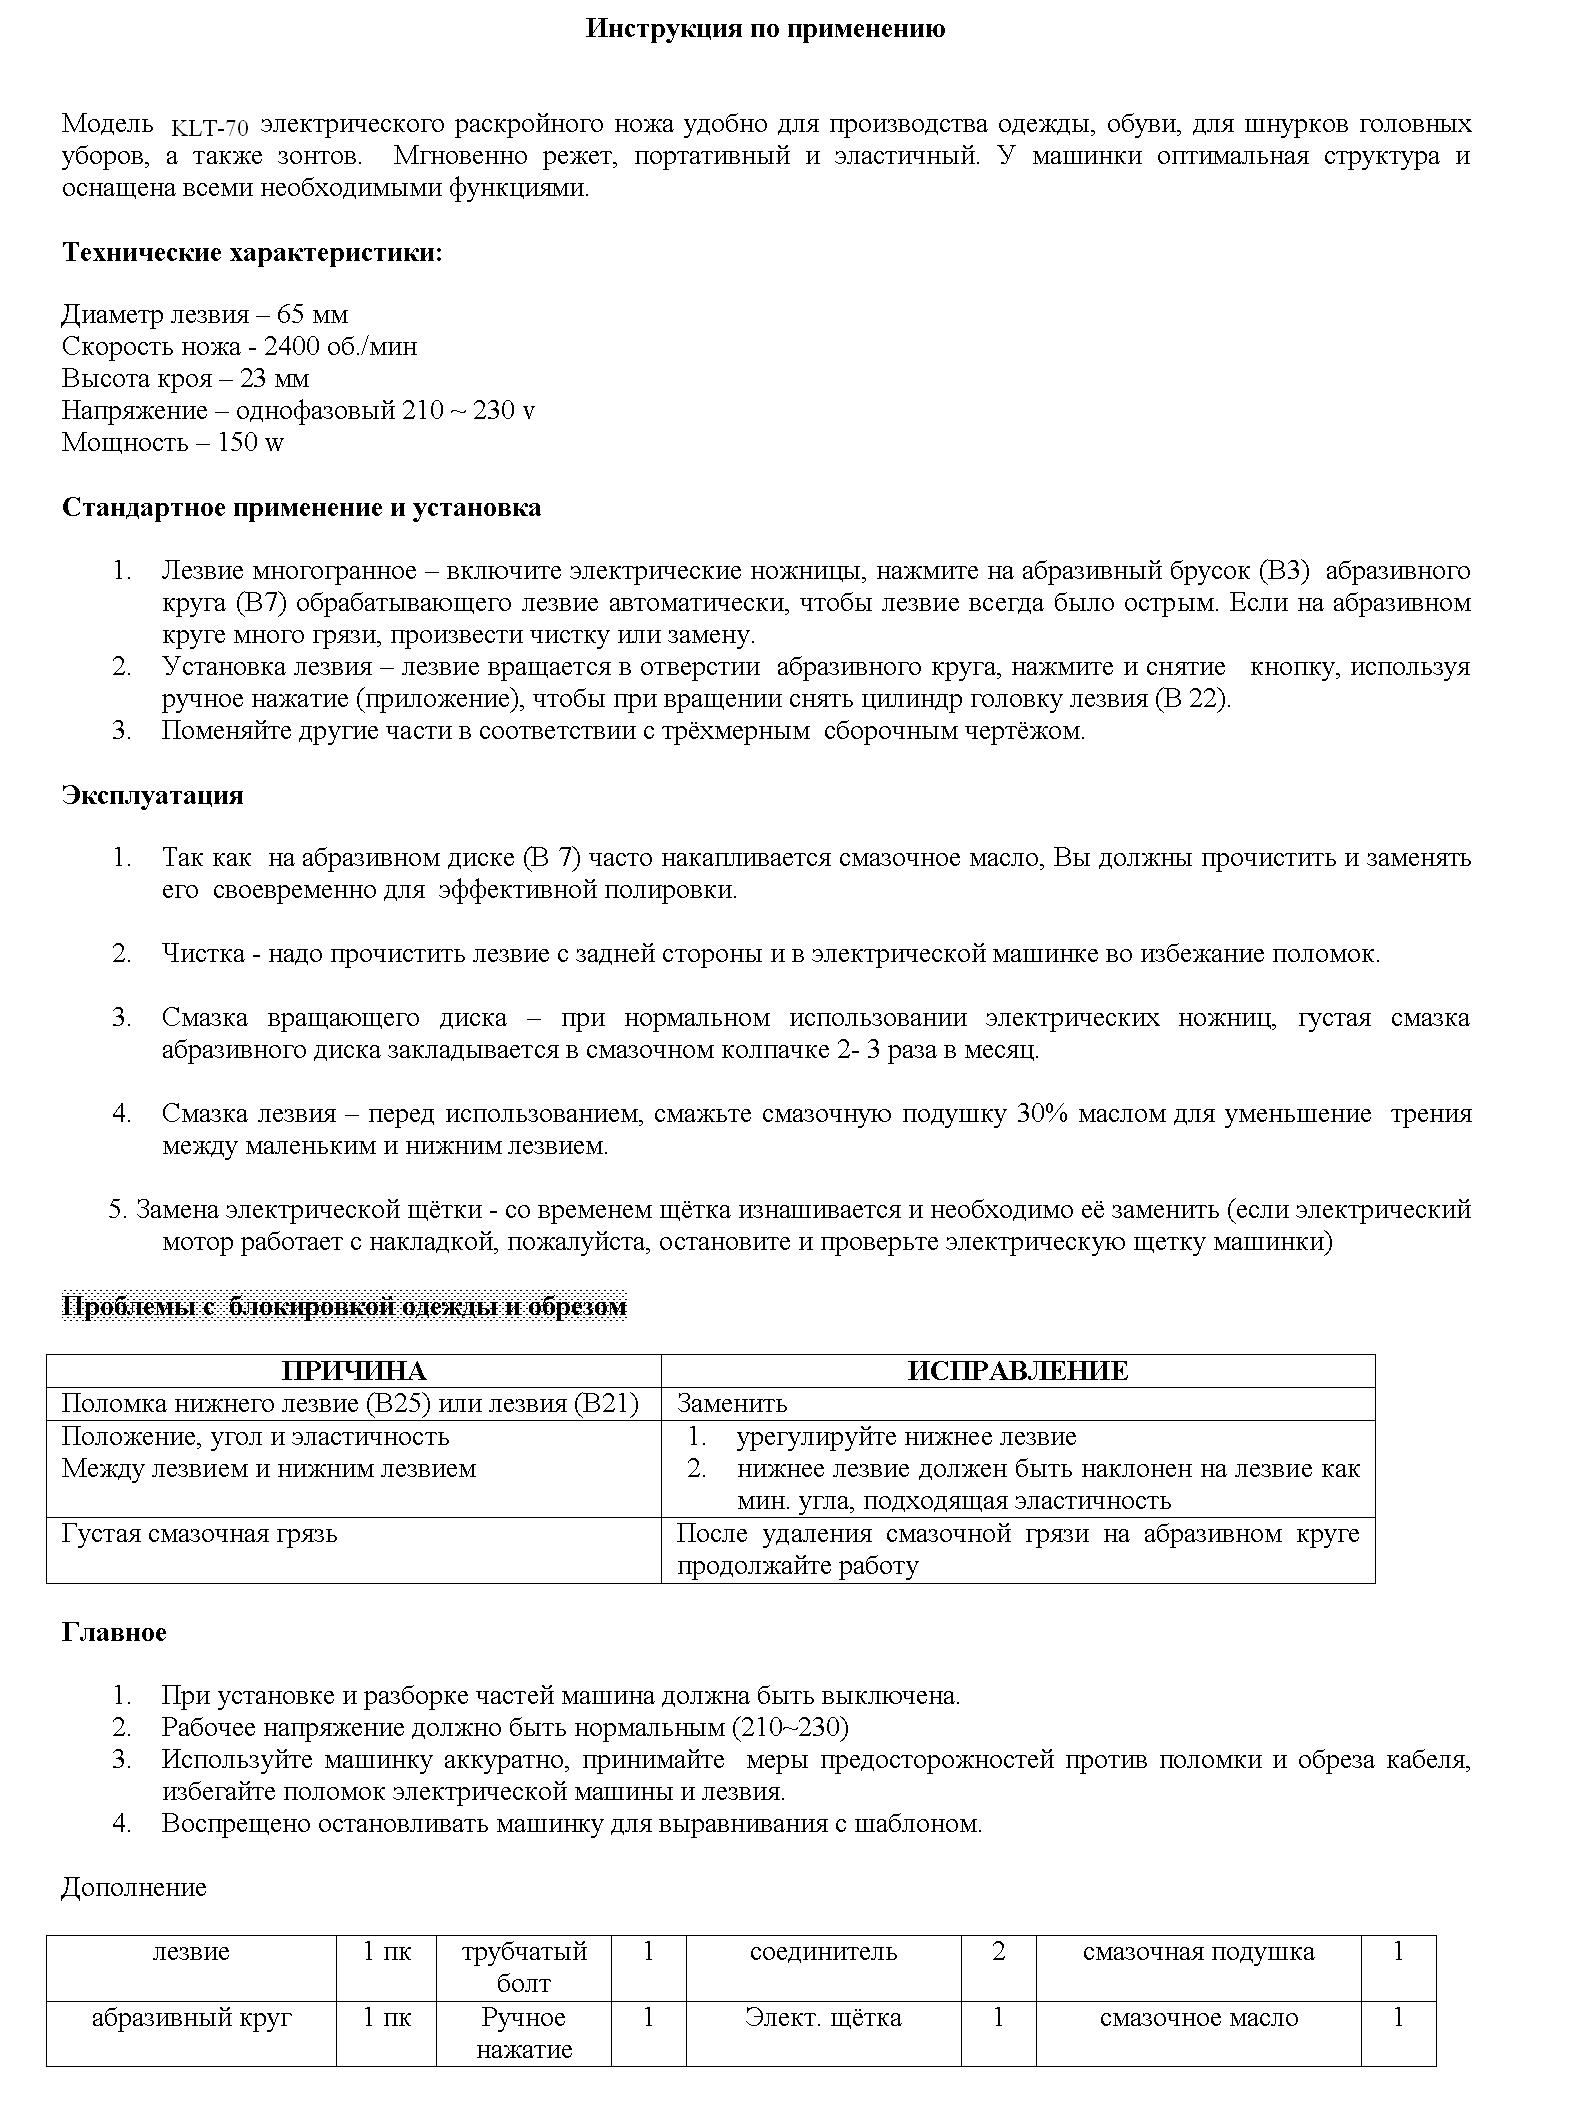 Инструкция по применению
Модель KLT-70 электрического раскройного ножа удобно для производства одежды, обуви, для шнурков головных
уборов, а также зонтов. Мгновенно режет, портативный и эластичный. У машинки оптимальная структура и
оснащена всеми необходимыми функциями.
Технические характеристики:
Диаметр лезвия – 65 мм
Скорость ножа - 2400 об./мин
Высота кроя – 23 мм
Напряжение – однофазовый 210 ~ 230 v
Мощность – 150 w
Стандартное применение и установка
1. Лезвие многогранное – включите электрические ножницы, нажмите на абразивный брусок (В3) абразивного
круга (В7) обрабатывающего лезвие автоматически, чтобы лезвие всегда было острым. Если на абразивном
круге много грязи, произвести чистку или замену.
2. Установка лезвия – лезвие вращается в отверстии абразивного круга, нажмите и снятие кнопку, используя
ручное нажатие (приложение), чтобы при вращении снять цилиндр головку лезвия (В 22).
3. Поменяйте другие части в соответствии с трёхмерным сборочным чертёжом.
Эксплуатация
1. Так как на абразивном диске (В 7) часто накапливается смазочное масло, Вы должны прочистить и заменять
его своевременно для эффективной полировки.
2. Чистка - надо прочистить лезвие с задней стороны и в электрической машинке во избежание поломок.
3. Смазка вращающего диска – при нормальном использовании электрических ножниц, густая смазка
абразивного диска закладывается в смазочном колпачке 2- 3 раза в месяц.
4. Смазка лезвия – перед использованием, смажьте смазочную подушку 30% маслом для уменьшение трения
между маленьким и нижним лезвием.
5. Замена электрической щётки - со временем щётка изнашивается и необходимо её заменить (если электрический
мотор работает с накладкой, пожалуйста, остановите и проверьте электрическую щетку машинки)
Проблемы с блокировкой одежды и обрезом
ПРИЧИНА ИСПРАВЛЕНИЕ
Поломка нижнего лезвие (В25) или лезвия (В21) Заменить
Положение, угол и эластичность 1. урегулируйте нижнее лезвие
Между лезвием и нижним лезвием 2. нижнее лезвие должен быть наклонен на лезвие как
мин. угла, подходящая эластичность
Густая смазочная грязь После удаления смазочной грязи на абразивном круге
продолжайте работу
Главное
1. При установке и разборке частей машина должна быть выключена.
2. Рабочее напряжение должно быть нормальным (210~230)
3. Используйте машинку аккуратно, принимайте меры предосторожностей против поломки и обреза кабеля,
избегайте поломок электрической машины и лезвия.
4. Воспрещено остановливать машинку для выравнивания с шаблоном.
Дополнение
лезвие 1 пк трубчатый 1 соединитель 2 смазочная подушка 1
болт
абразивный круг 1 пк Ручное 1 Элект. щётка 1 смазочное масло 1
нажатие